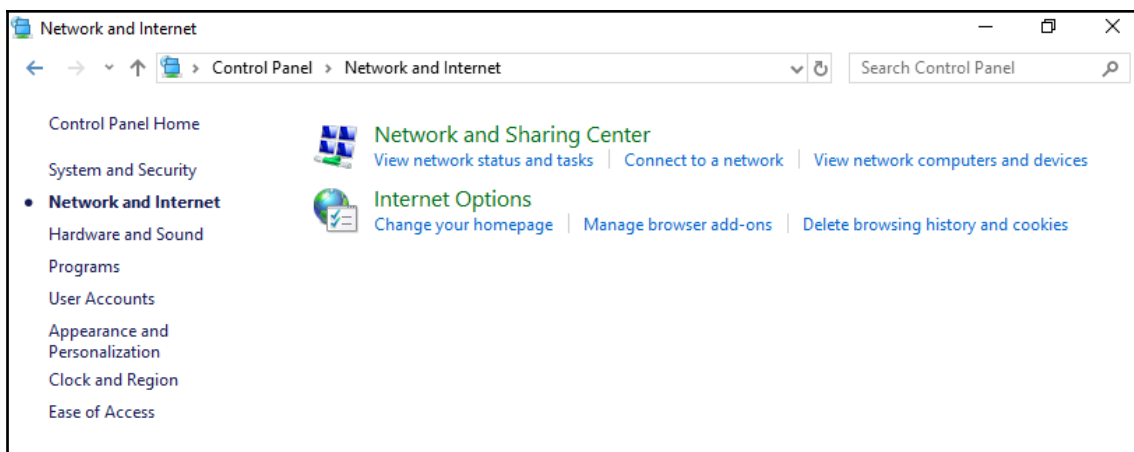 Network and Internet
Control Panel > Network and Internet
Search Control Panel
Control Panel Home
System and Security
Network and Internet
Hardware and Sound
Programs
User Accounts
Appearance and
Personalization
Clock and Region
Ease of Access
Network and Sharing Center
View network status and tasks | Connect to a network | View network computers and devices
Internet Options
Change your homepage | Manage browser add-ons | Delete browsing history and cookies